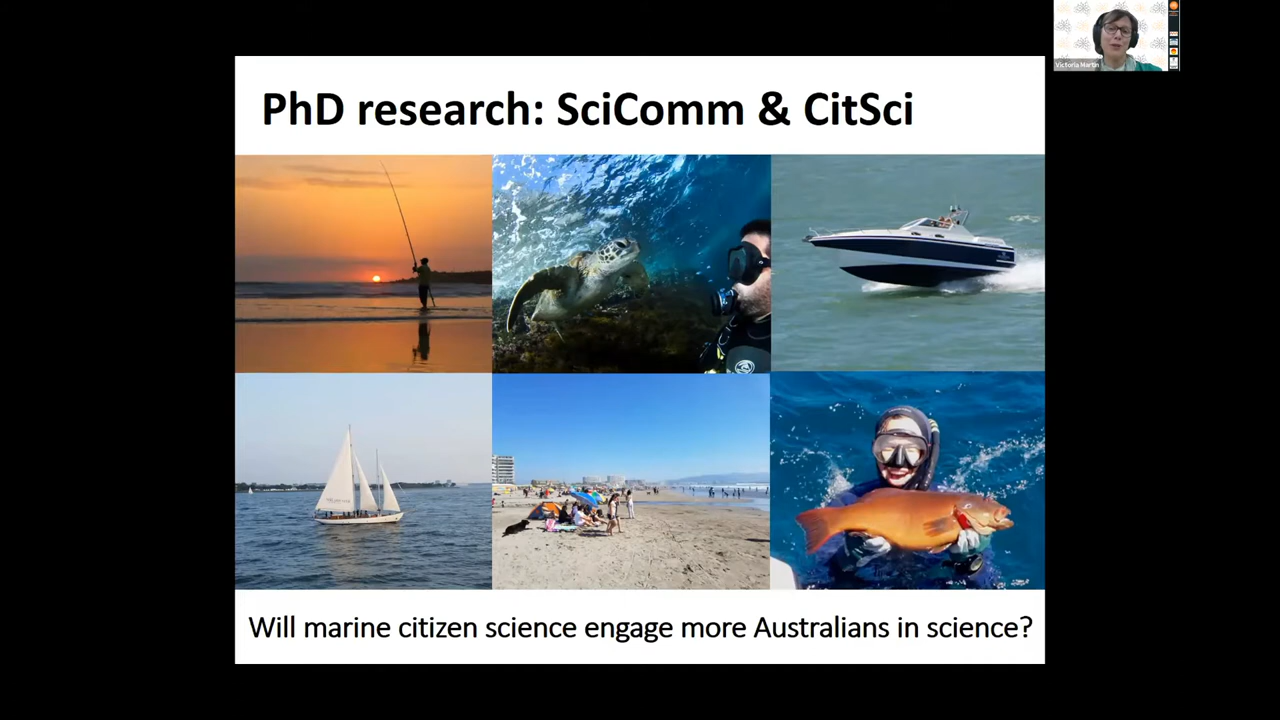 PhD research: SciComm & CitSci
Will marine citizen science engage more Australians in science?
Victoria Martin